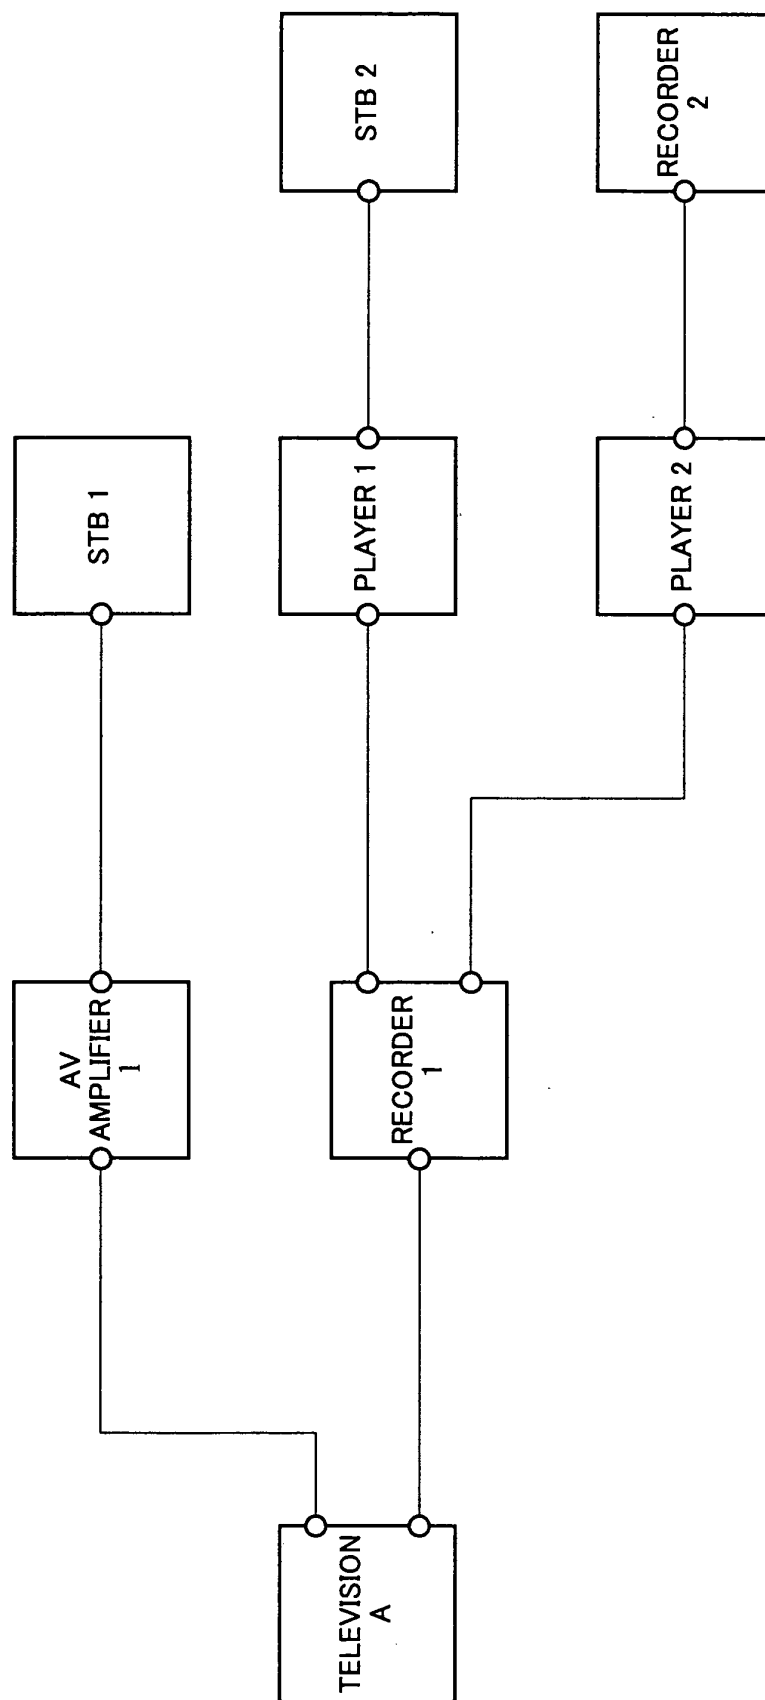 TELEVISION
A
AV
AMPLIFIER
1
RECORDER
1
STB 1
PLAYER 1
PLAYER 2
STB 2
RECORDER
2